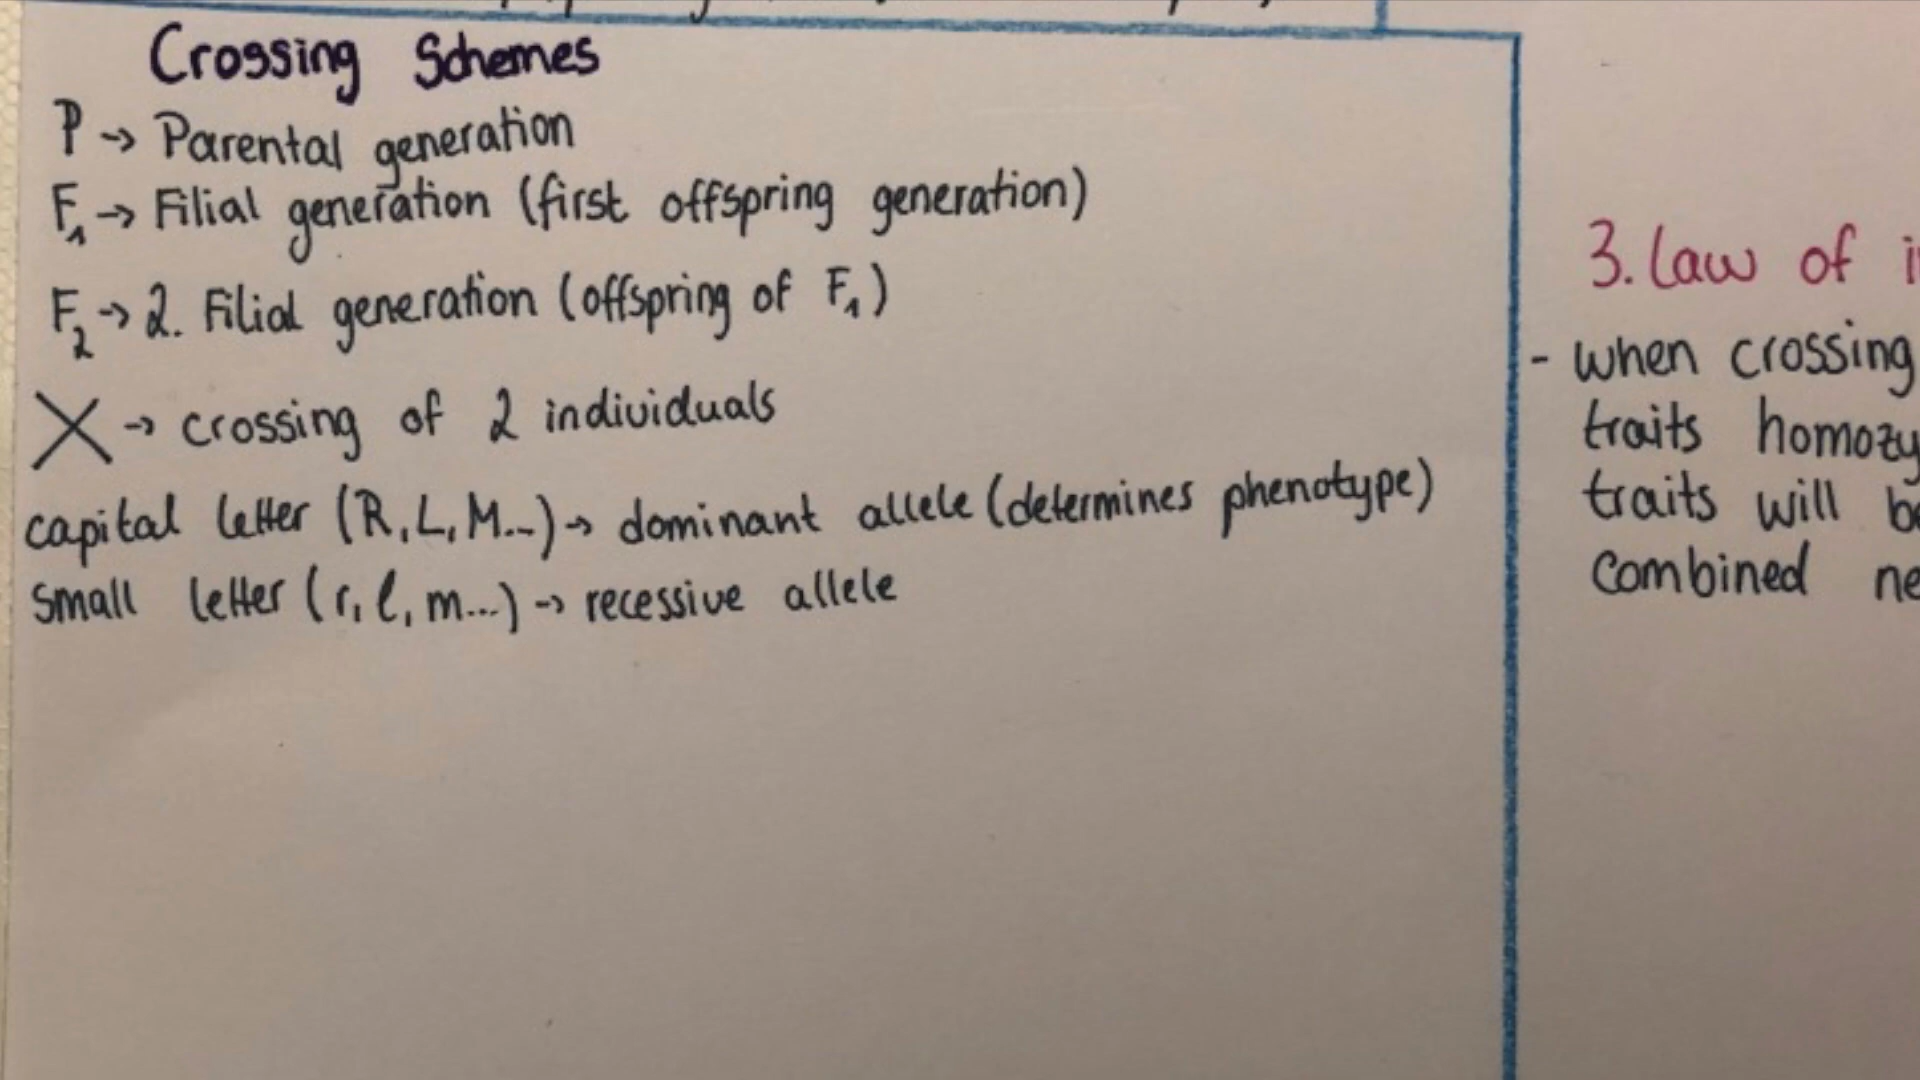 Crossing Schemes
P → Parental generation
F₁ → Filial generation (first offspring generation)
F₂ → 2. Filial generation (offspring of F₁)
X → crossing of 2 individuals
capital letter (R, L, M...) → dominant allele (determines phenotype)
small letter (r, l, m...) → recessive allele
3. Law of
- when crossing
traits
traits will
combined